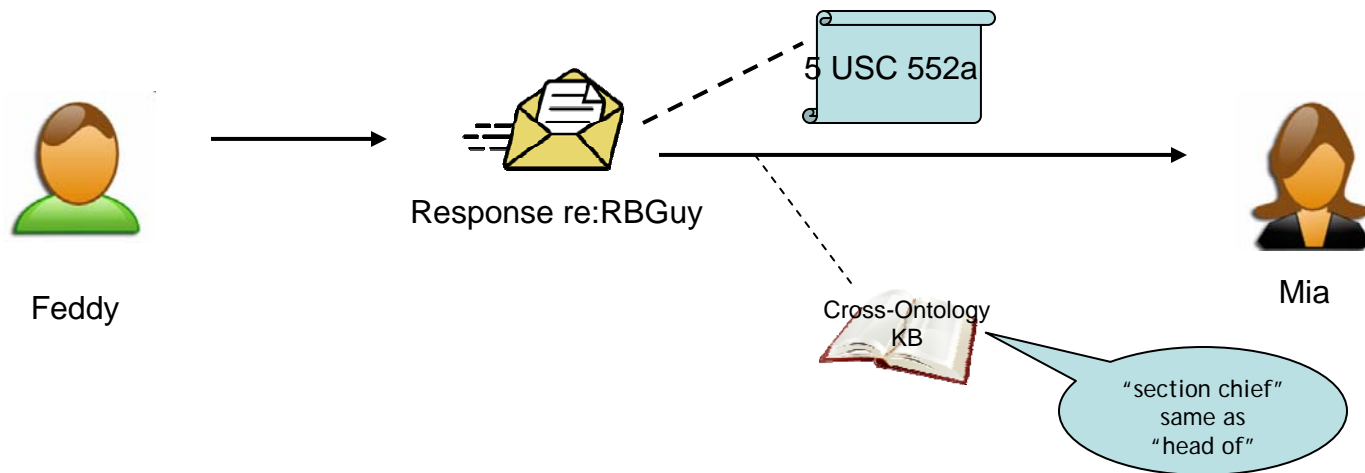 5 USC 552a
Response re:RBGuy
Feddy
Mia
Cross-Ontology
KB
“section chief”
same as
“head of”